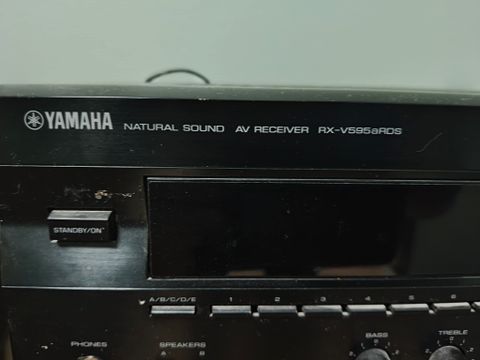 YAMAHA NATURAL SOUND AV RECEIVER RX-V595aRDS
STANDBY/ON
A/B/C/D/E 1 2 3 4 5 6
PHONES SPEAKERS BASS TREBLE
A B